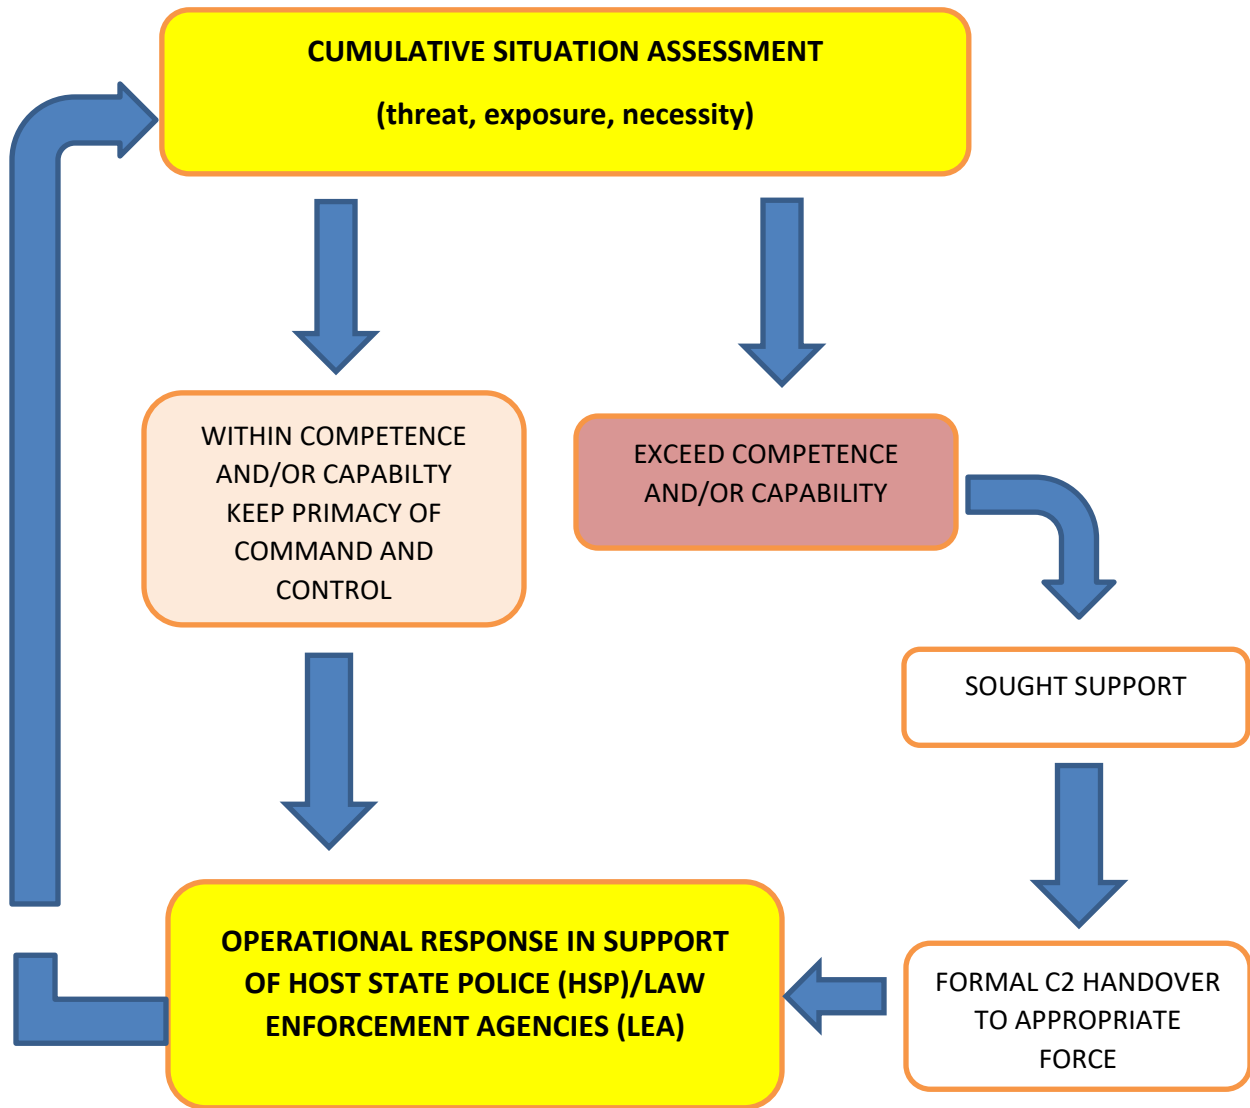 CUMULATIVE SITUATION ASSESSMENT
(threat, exposure, necessity)
WITHIN COMPETENCE
AND/OR CAPABILTY
KEEP PRIMACY OF
COMMAND AND
CONTROL
EXCEED COMPETENCE
AND/OR CAPABILITY
SOUGHT SUPPORT
OPERATIONAL RESPONSE IN SUPPORT
OF HOST STATE POLICE (HSP)/LAW
ENFORCEMENT AGENCIES (LEA)
FORMAL C2 HANDOVER
TO APPROPRIATE
FORCE